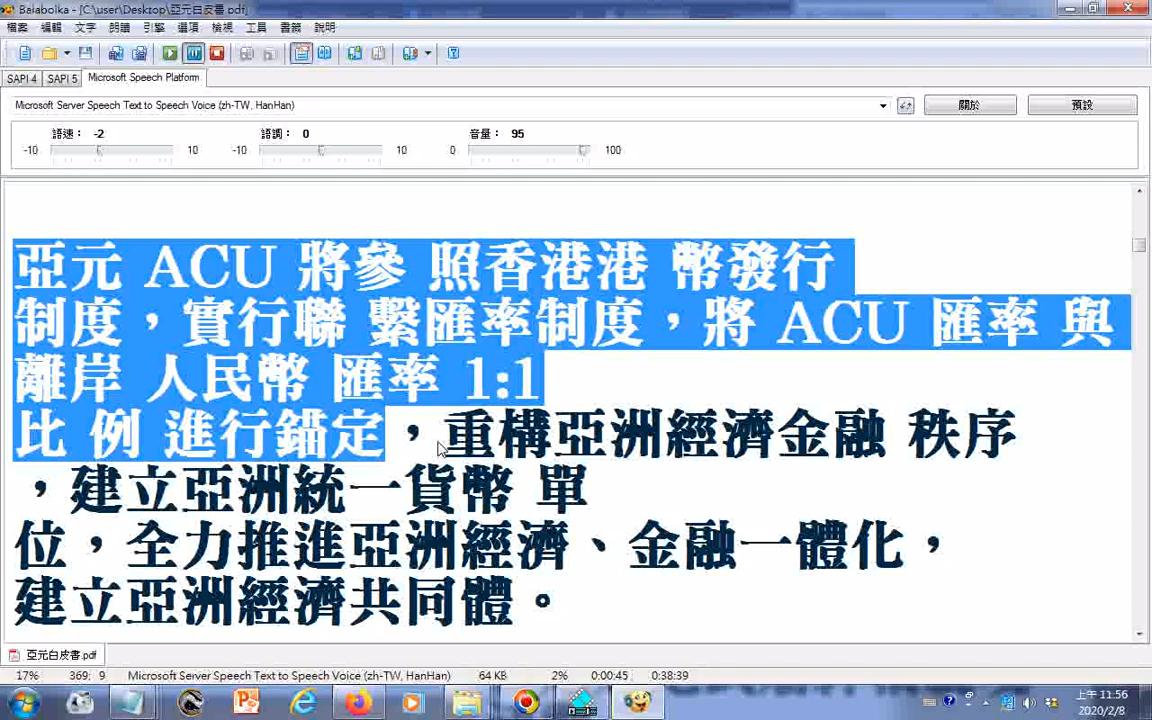 Balabolka - [C:\user\Desktop\亞元白皮書.pdf]
檔案 編輯 文字 朗讀 引擎 選項 檢視 工具 書籤 說明
SAPI 4 SAPI 5 Microsoft Speech Platform
Microsoft Server Speech Text to Speech Voice (zh-TW, HanHan) 關於 預設
語速： -2 語調： 0 音量： 95
-10 10 -10 10 0 100
亞元 ACU 將參 照香港港 幣發行
制度，實行聯 繫匯率制度，將 ACU 匯率 與
離岸 人民幣 匯率 1:1
比 例 進行錨定，重構亞洲經濟金融 秩序
，建立亞洲統一貨幣 單
位，全力推進亞洲經濟、金融一體化，
建立亞洲經濟共同體。
亞元白皮書.pdf
17% 369; 9 Microsoft Server Speech Text to Speech Voice (zh-TW, HanHan) 64 KB 2% 0:00:45 / 0:38:39
上午 11:56
2020/2/8